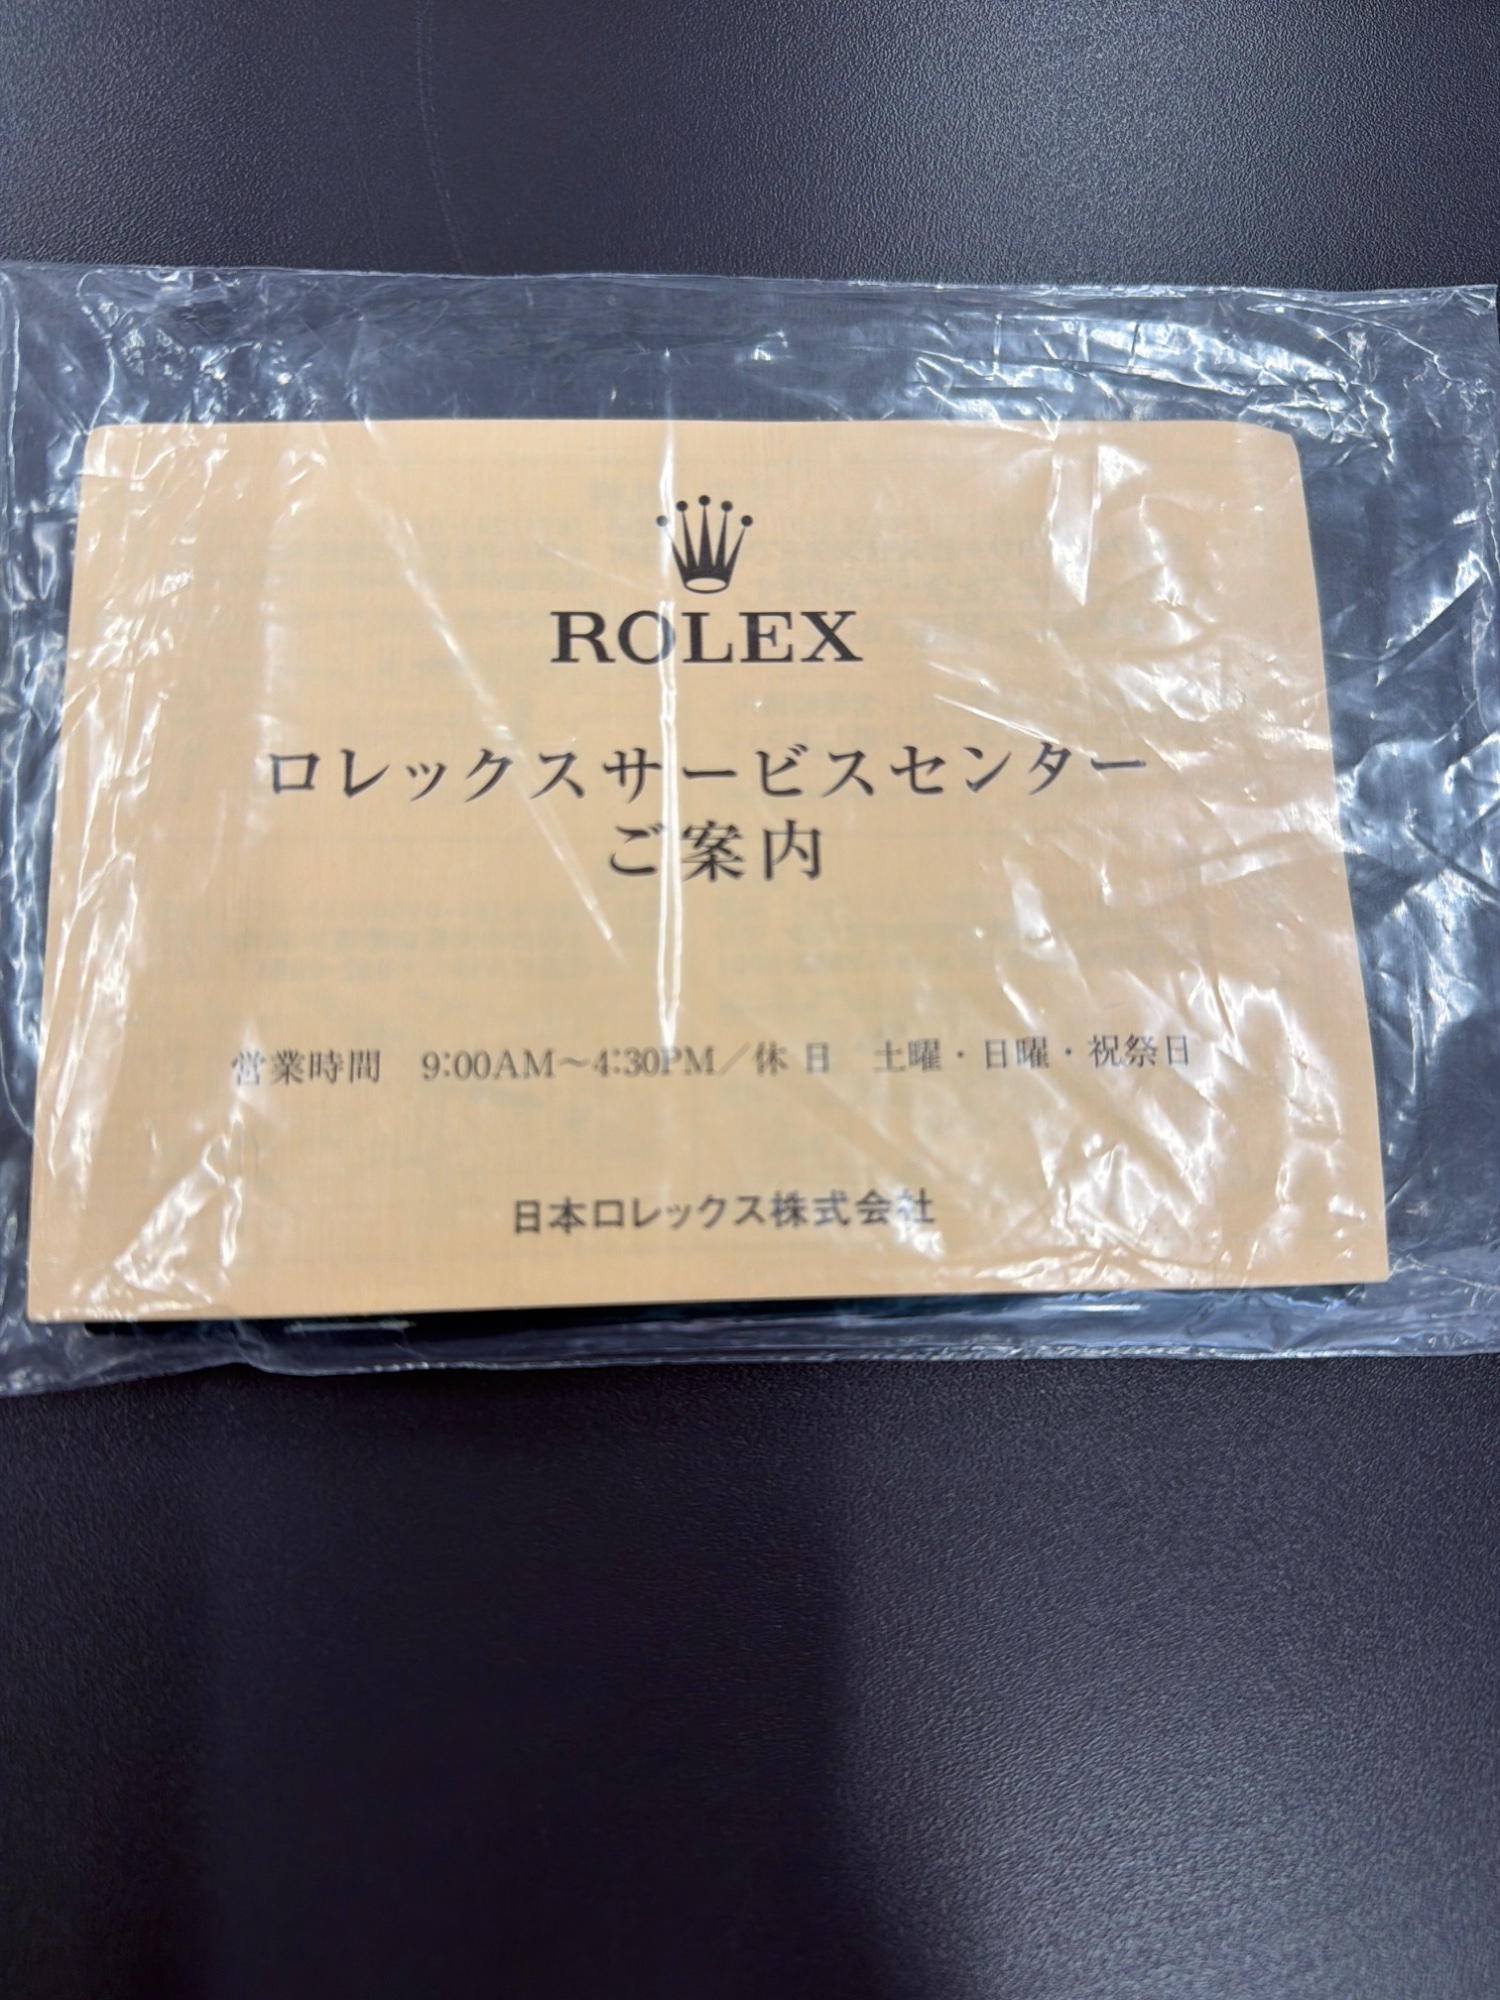 ROLEX
ロレックスサービスセンター
ご案内
営業時間　9:00AM～4:30PM／休 日　土曜・日曜・祝祭日
日本ロレックス株式会社